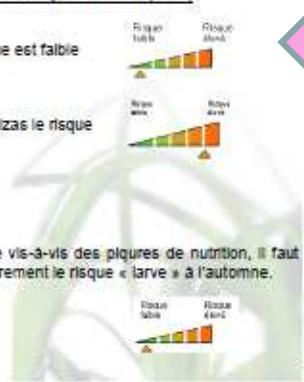 Risque Risque
faible élevé
e est faible
Risque Risque
élevé
izas le risque
e vis-à-vis des piqures de nutrition, il faut
rement le risque « larve » à l'automne.
Risque Risque
faible élevé